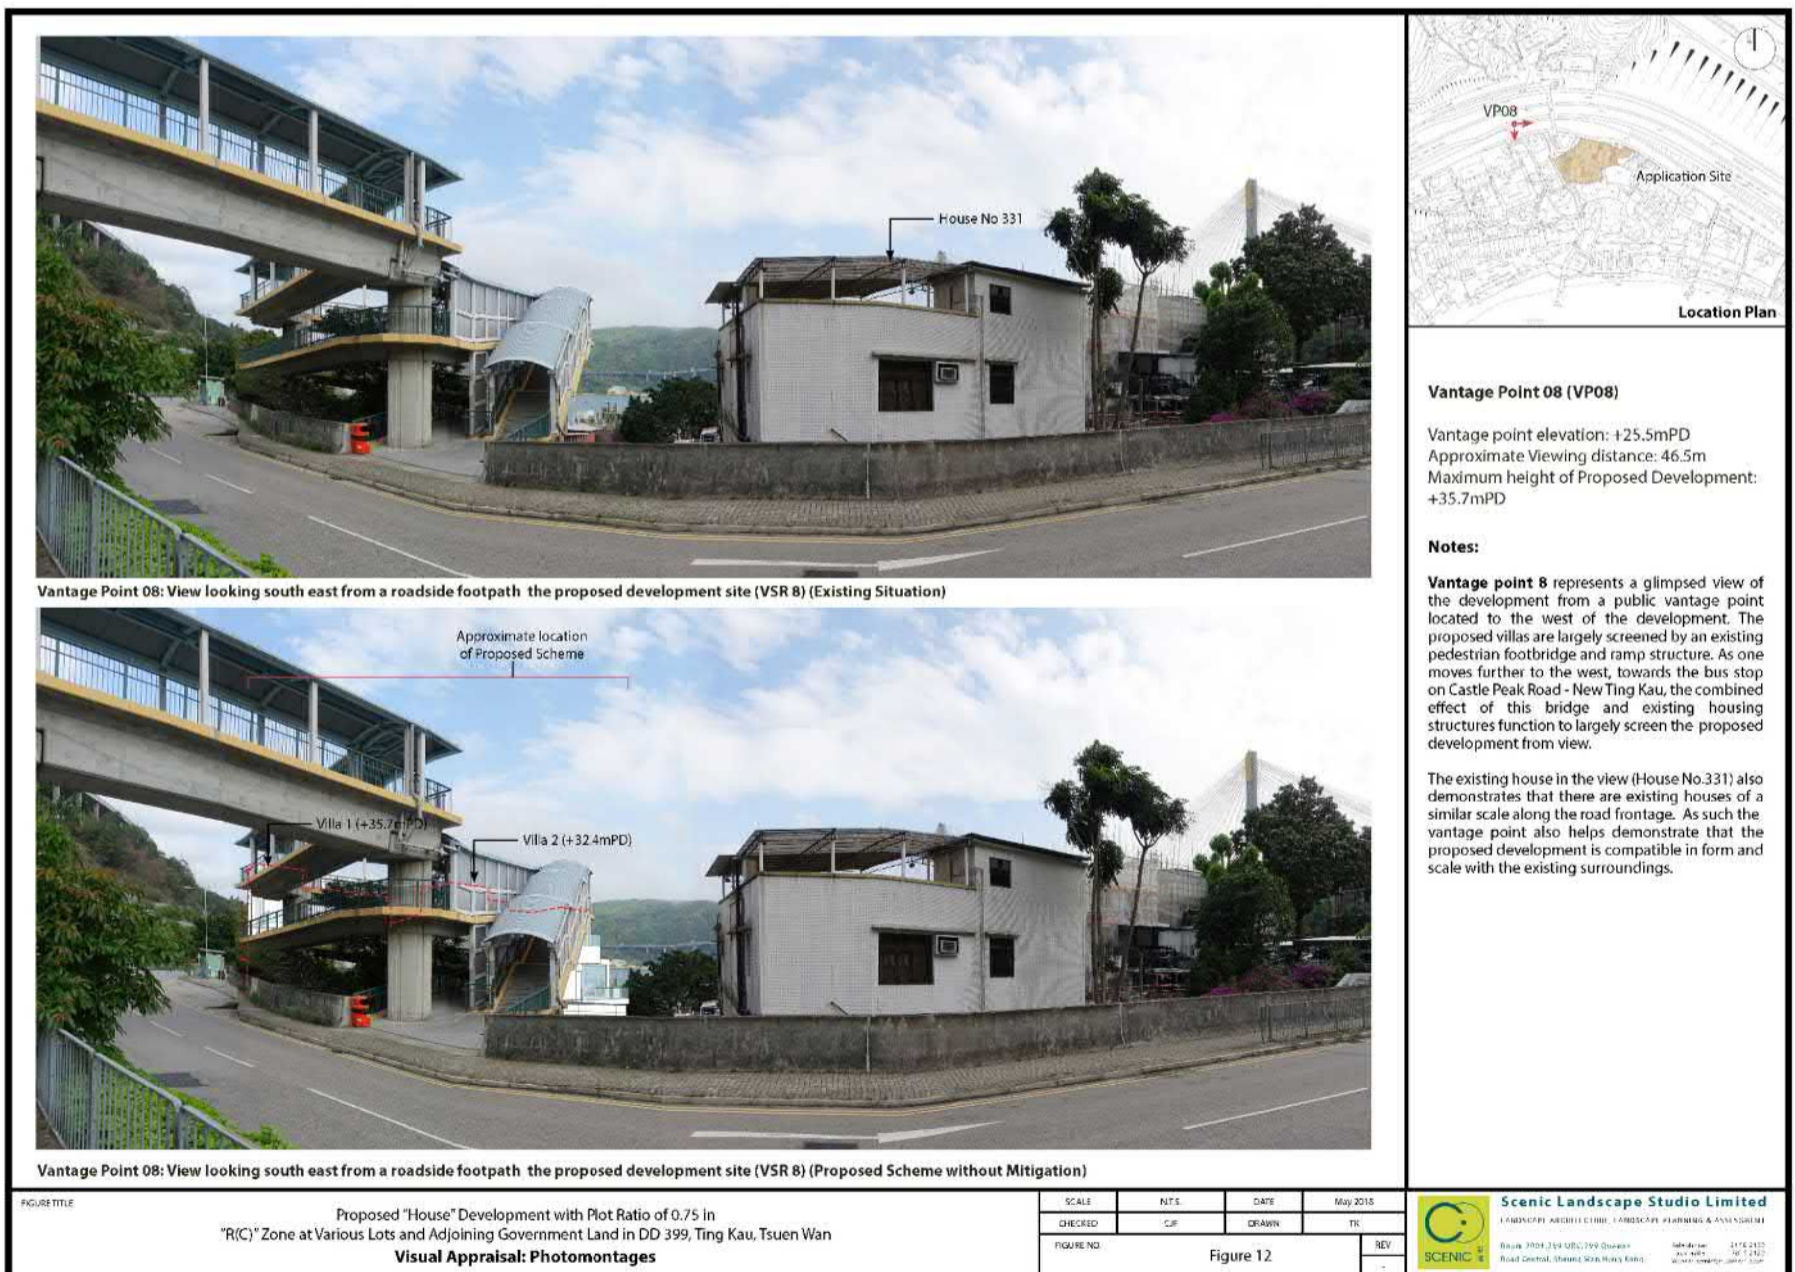 House No 331
Vantage Point 08: View looking south east from a roadside footpath the proposed development site (VSR 8) (Existing Situation)
Approximate location
of Proposed Scheme
Villa 1 (+35.7mPD)
Villa 2 (+32.4mPD)
Vantage Point 08: View looking south east from a roadside footpath the proposed development site (VSR 8) (Proposed Scheme without Mitigation)
VP08
Application Site
Location Plan
Vantage Point 08 (VP08)
Vantage point elevation: +25.5mPD
Approximate Viewing distance: 46.5m
Maximum height of Proposed Development:
+35.7mPD
Notes:
Vantage point 8 represents a glimpsed view of
the development from a public vantage point
located to the west of the development. The
proposed villas are largely screened by an existing
pedestrian footbridge and ramp structure. As one
moves further to the west, towards the bus stop
on Castle Peak Road - New Ting Kau, the combined
effect of this bridge and existing housing
structures function to largely screen the proposed
development from view.
The existing house in the view (House No.331) also
demonstrates that there are existing houses of a
similar scale along the road frontage. As such the
vantage point also helps demonstrate that the
proposed development is compatible in form and
scale with the existing surroundings.
FIGURE TITLE
Proposed "House" Development with Plot Ratio of 0.75 in
"R(C)" Zone at Various Lots and Adjoining Government Land in DD 399, Ting Kau, Tsuen Wan
Visual Appraisal: Photomontages
SCALE N.T.S. DATE May 2018
CHECKED CJF DRAWN TK
FIGURE NO. Figure 12 REV
-
SCENIC
Scenic Landscape Studio Limited
LANDSCAPE ARCHITECTURE, LANDSCAPE PLANNING & ASSESSMENT
Road Central, Sheung Wan, Hong Kong